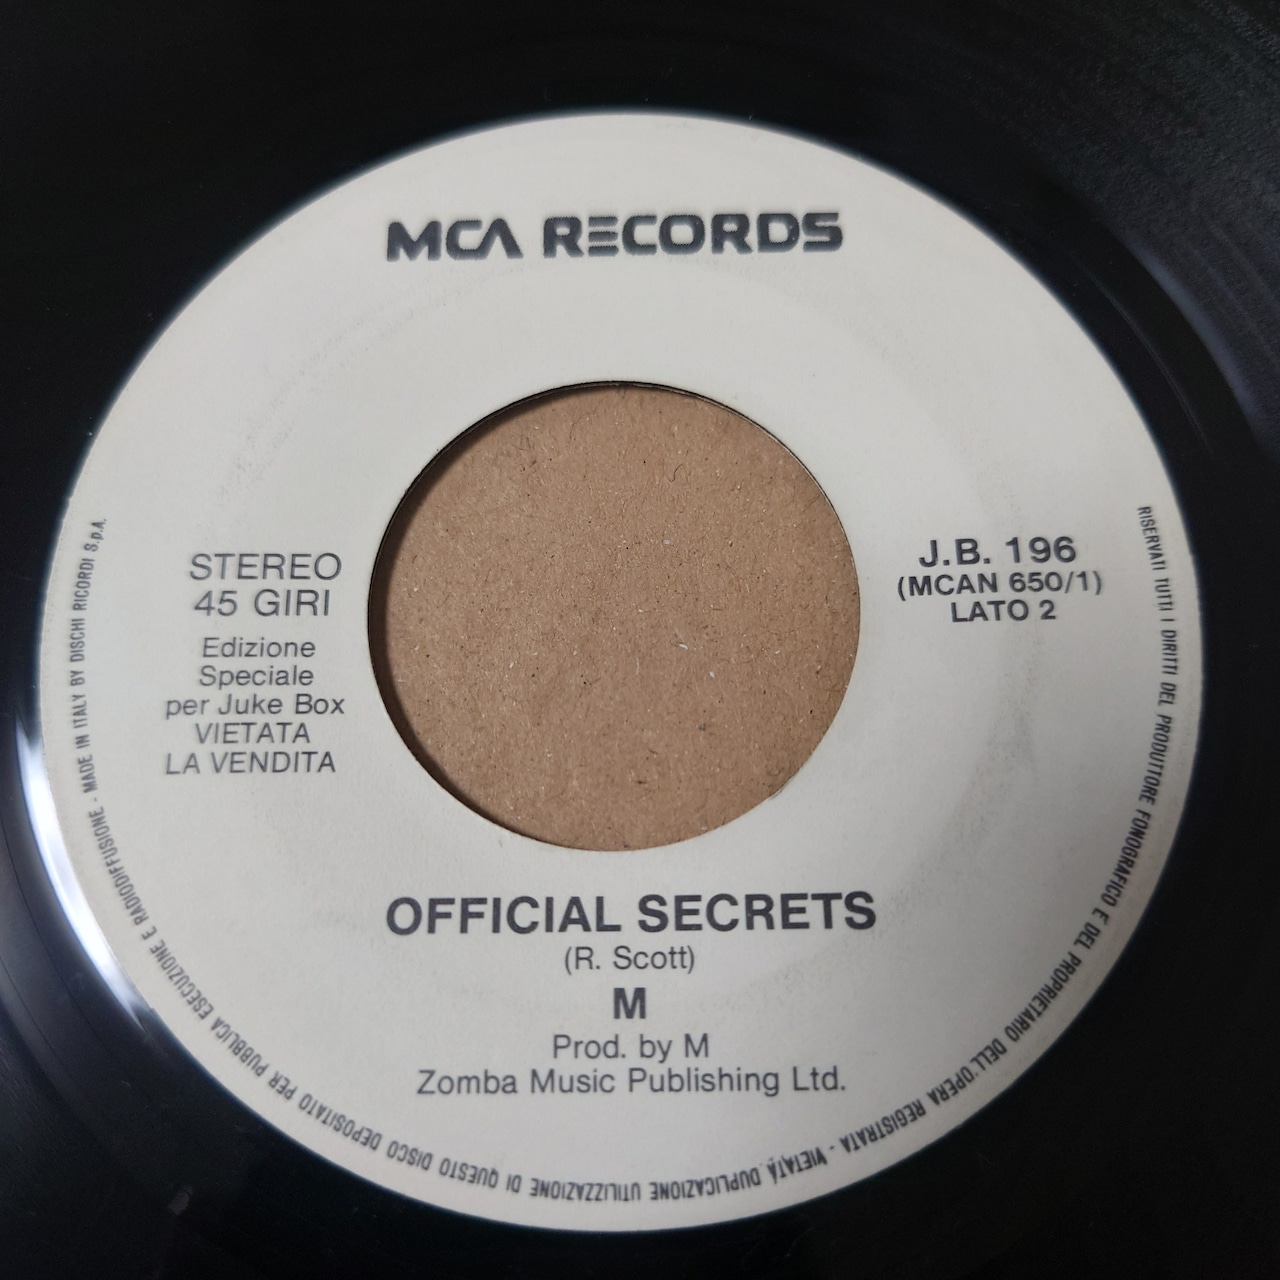 MCA RECORDS
STEREO
45 GIRI
Edizione
Speciale
per Juke Box
VIETATA
LA VENDITA
J.B. 196
(MCAN 650/1)
LATO 2
OFFICIAL SECRETS
(R. Scott)
M
Prod. by M
Zomba Music Publishing Ltd.
RISERVATI TUTTI I DIRITTI DEL PRODUTTORE FONOGRAFICO E DEL PROPRIETARIO DELL'OPERA REGISTRATA - VIETATA DUPLICAZIONE UTILIZZAZIONE DI QUESTO DISCO DEPOSITATO PER PUBBLICA ESECUZIONE E RADIODIFFUSIONE - MADE IN ITALY BY DISCHI RICORDI S.p.A.